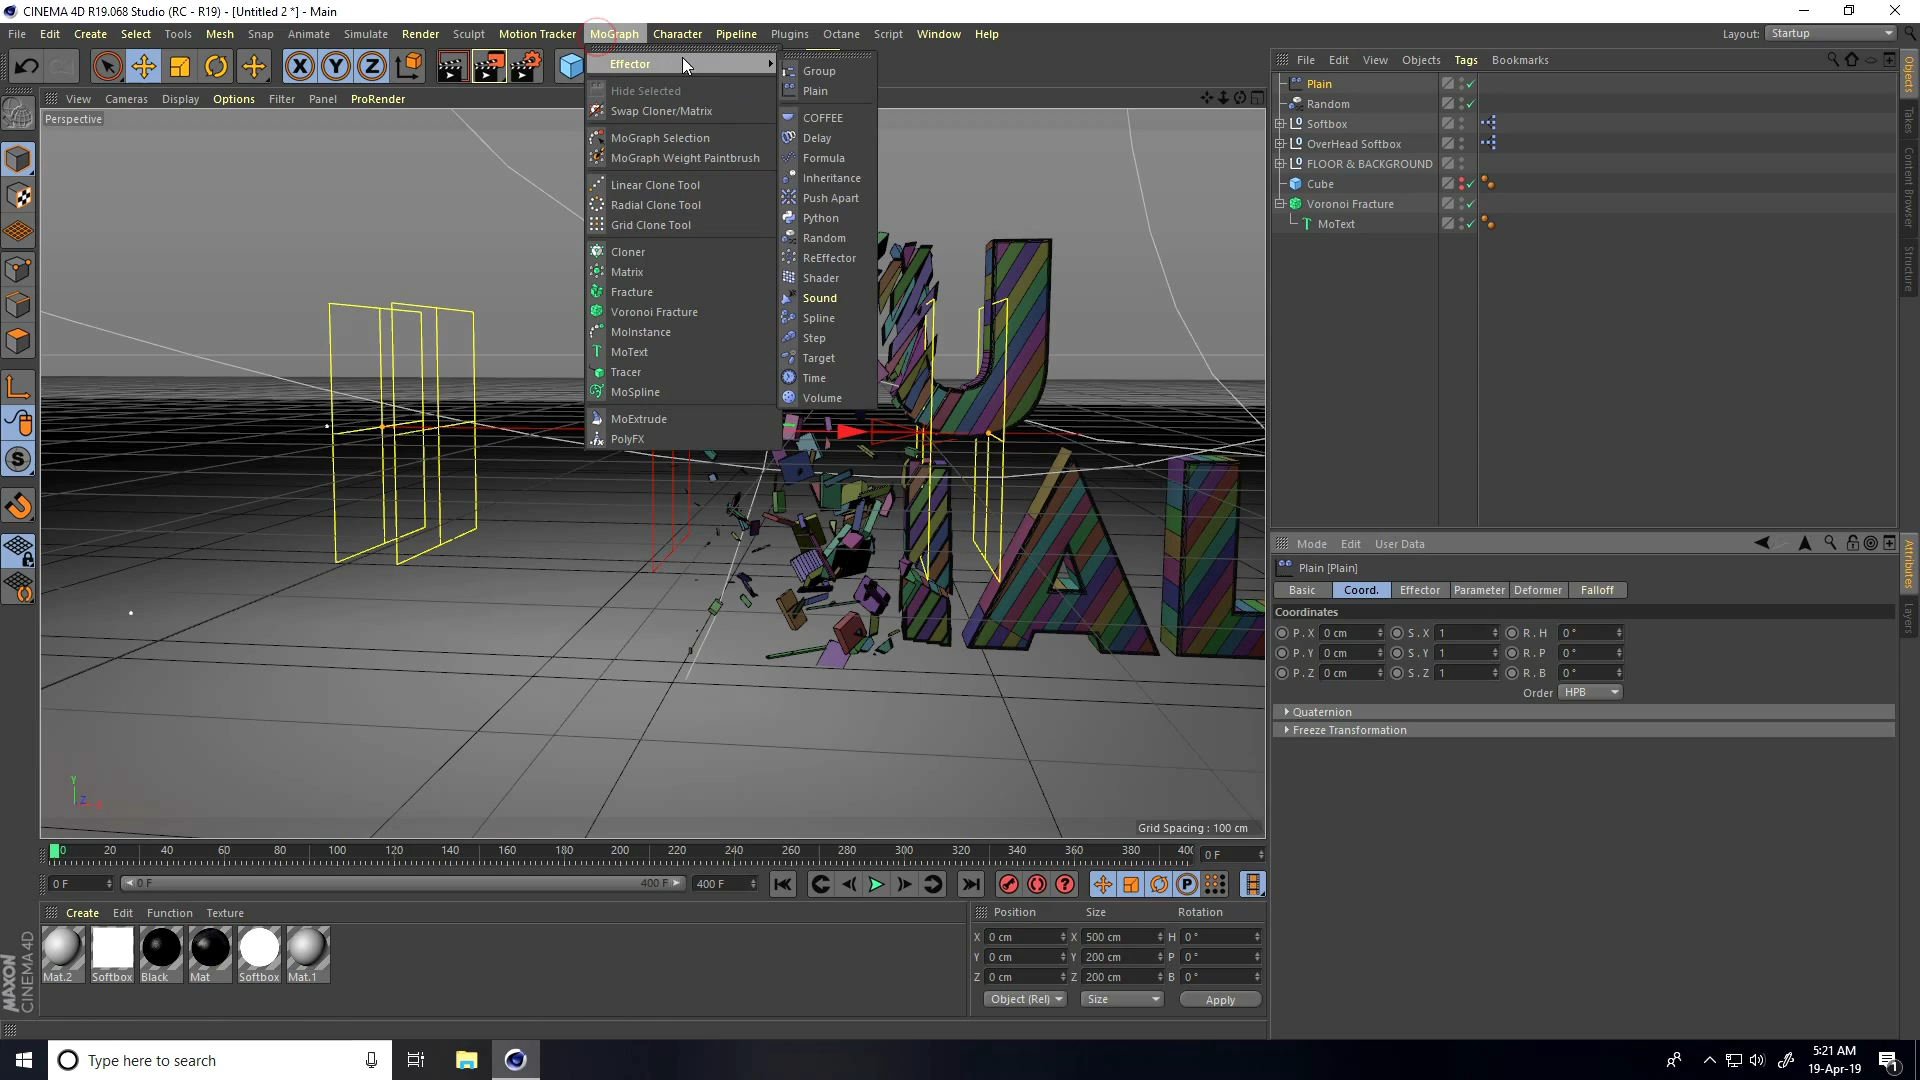 CINEMA 4D R19.068 Studio (RC - R19) - [Untitled 2 *] - Main
File Edit Create Select Tools Mesh Snap Animate Simulate Render Sculpt Motion Tracker MoGraph Character Pipeline Plugins Octane Script Window Help
Layout: Startup
View Cameras Display Options Filter Panel ProRender
Perspective
Effector
Hide Selected
Swap Cloner/Matrix
MoGraph Selection
MoGraph Weight Paintbrush
Linear Clone Tool
Radial Clone Tool
Grid Clone Tool
Cloner
Matrix
Fracture
Voronoi Fracture
MoInstance
MoText
Tracer
MoSpline
MoExtrude
PolyFX
Group
Plain
COFFEE
Delay
Formula
Inheritance
Push Apart
Python
Random
ReEffector
Shader
Sound
Spline
Step
Target
Time
Volume
Grid Spacing : 100 cm
File Edit View Objects Tags Bookmarks
Plain
Random
Softbox
OverHead Softbox
FLOOR & BACKGROUND
Cube
Voronoi Fracture
MoText
Objects
Takes
Content Browser
Structure
Mode Edit User Data
Plain [Plain]
Basic Coord. Effector Parameter Deformer Falloff
Coordinates
P . X 0 cm S . X 1 R . H 0 °
P . Y 0 cm S . Y 1 R . P 0 °
P . Z 0 cm S . Z 1 R . B 0 °
Order HPB
Quaternion
Freeze Transformation
Attributes
Layers
0 20 40 60 80 100 120 140 160 180 200 220 240 260 280 300 320 340 360 380 400 0 F
0 F 0 F 400 F 400 F
Create Edit Function Texture
Mat.2 Softbox Black Mat Softbox Mat.1
Position Size Rotation
X 0 cm X 500 cm H 0 °
Y 0 cm Y 200 cm P 0 °
Z 0 cm Z 200 cm B 0 °
Object (Rel) Size Apply
MAXON
CINEMA 4D
Type here to search
5:21 AM
19-Apr-19